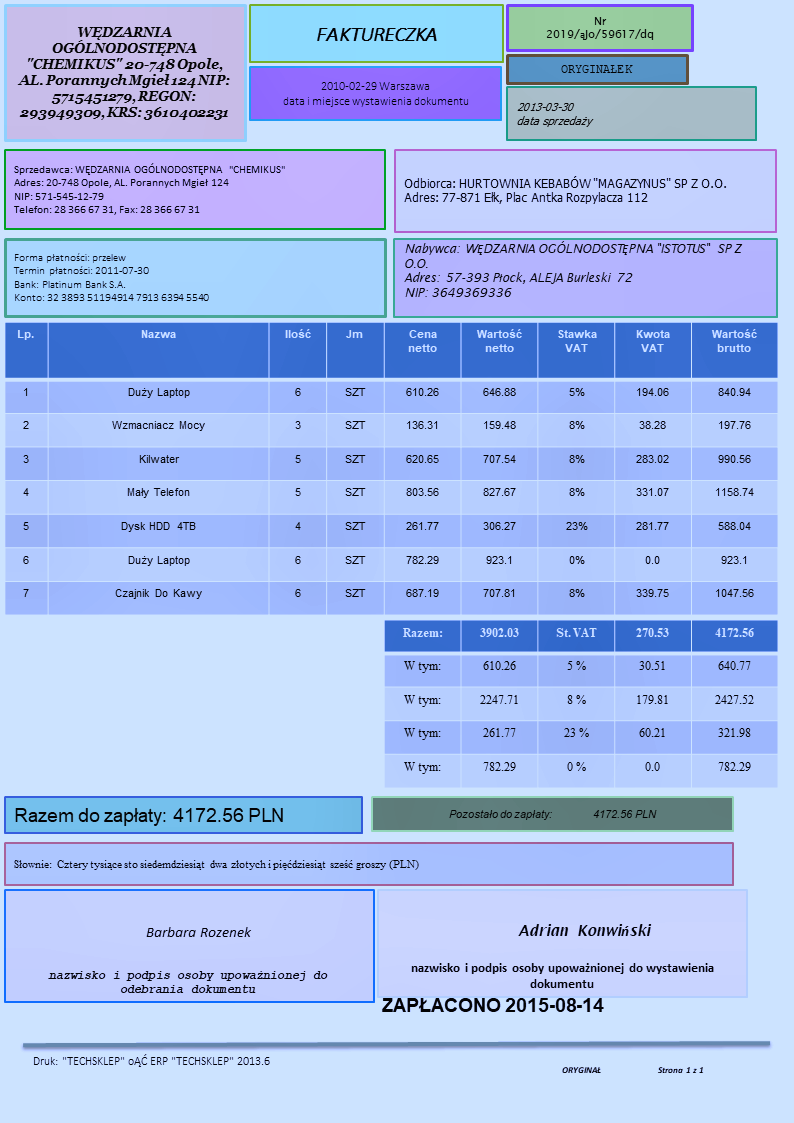 WĘDZARNIA
OGÓLNODOSTĘPNA
"CHEMIKUS" 20-748 Opole,
AL. Porannych Mgieł 124 NIP:
5715451279, REGON:
293949309, KRS: 3610402231
FAKTURECZKA
Nr
2019/ąJo/59617/dq
2010-02-29 Warszawa
data i miejsce wystawienia dokumentu
ORYGINAŁEK
2013-03-30
data sprzedaży
Sprzedawca: WĘDZARNIA OGÓLNODOSTĘPNA "CHEMIKUS"
Adres: 20-748 Opole, AL. Porannych Mgieł 124
NIP: 571-545-12-79
Telefon: 28 366 67 31, Fax: 28 366 67 31
Odbiorca: HURTOWNIA KEBABÓW "MAGAZYNUS" SP Z O.O.
Adres: 77-871 Ełk, Plac Antka Rozpylacza 112
Forma płatności: przelew
Termin płatności: 2011-07-30
Bank: Platinum Bank S.A.
Konto: 32 3893 51194914 7913 6394 5540
Nabywca: WĘDZARNIA OGÓLNODOSTĘPNA "ISTOTUS" SP Z
O.O.
Adres: 57-393 Płock, ALEJA Burleski 72
NIP: 3649369336
Lp. Nazwa Ilość Jm Cena netto Wartość netto Stawka VAT Kwota VAT Wartość brutto
1 Duży Laptop 6 SZT 610.26 646.88 5% 194.06 840.94
2 Wzmacniacz Mocy 3 SZT 136.31 159.48 8% 38.28 197.76
3 Kilwater 5 SZT 620.65 707.54 8% 283.02 990.56
4 Mały Telefon 5 SZT 803.56 827.67 8% 331.07 1158.74
5 Dysk HDD 4TB 4 SZT 261.77 306.27 23% 281.77 588.04
6 Duży Laptop 6 SZT 782.29 923.1 0% 0.0 923.1
7 Czajnik Do Kawy 6 SZT 687.19 707.81 8% 339.75 1047.56
Razem: 3902.03 St. VAT 270.53 4172.56
W tym: 610.26 5 % 30.51 640.77
W tym: 2247.71 8 % 179.81 2427.52
W tym: 261.77 23 % 60.21 321.98
W tym: 782.29 0 % 0.0 782.29
Razem do zapłaty: 4172.56 PLN
Pozostało do zapłaty: 4172.56 PLN
Słownie: Cztery tysiące sto siedemdziesiąt dwa złotych i pięćdziesiąt sześć groszy (PLN)
Barbara Rozenek
nazwisko i podpis osoby upoważnionej do
odebrania dokumentu
Adrian Konwiński
nazwisko i podpis osoby upoważnionej do wystawienia
dokumentu
ZAPŁACONO 2015-08-14
Druk: "TECHSKLEP" oĄĆ ERP "TECHSKLEP" 2013.6
ORYGINAŁ Strona 1 z 1